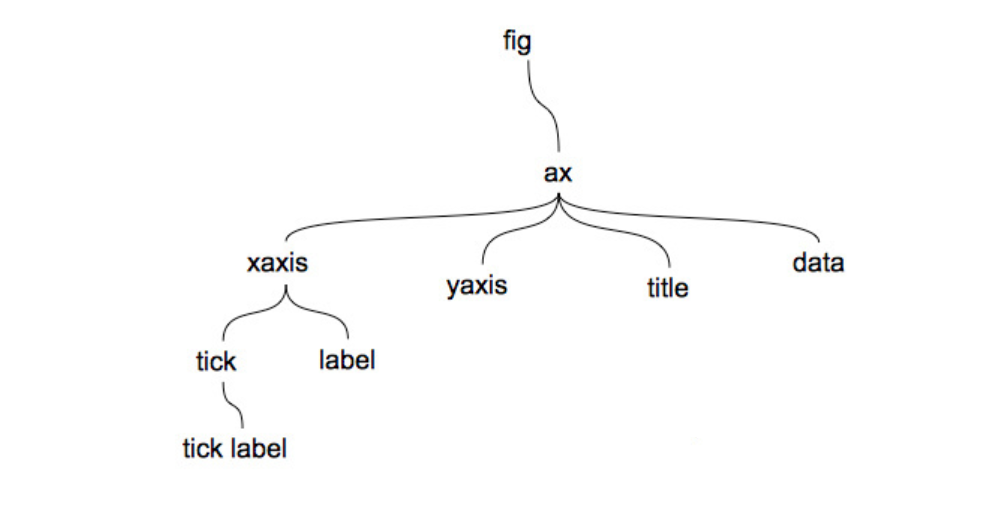 fig
ax
xaxis
yaxis
title
data
tick
label
tick label